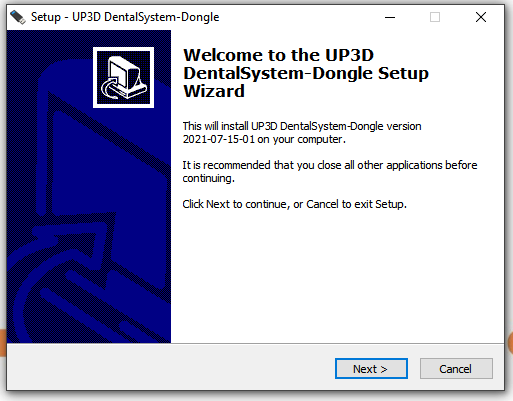 Setup - UP3D DentalSystem-Dongle
Welcome to the UP3D
DentalSystem-Dongle Setup
Wizard
This will install UP3D DentalSystem-Dongle version
2021-07-15-01 on your computer.
It is recommended that you close all other applications before
continuing.
Click Next to continue, or Cancel to exit Setup.
Next >
Cancel